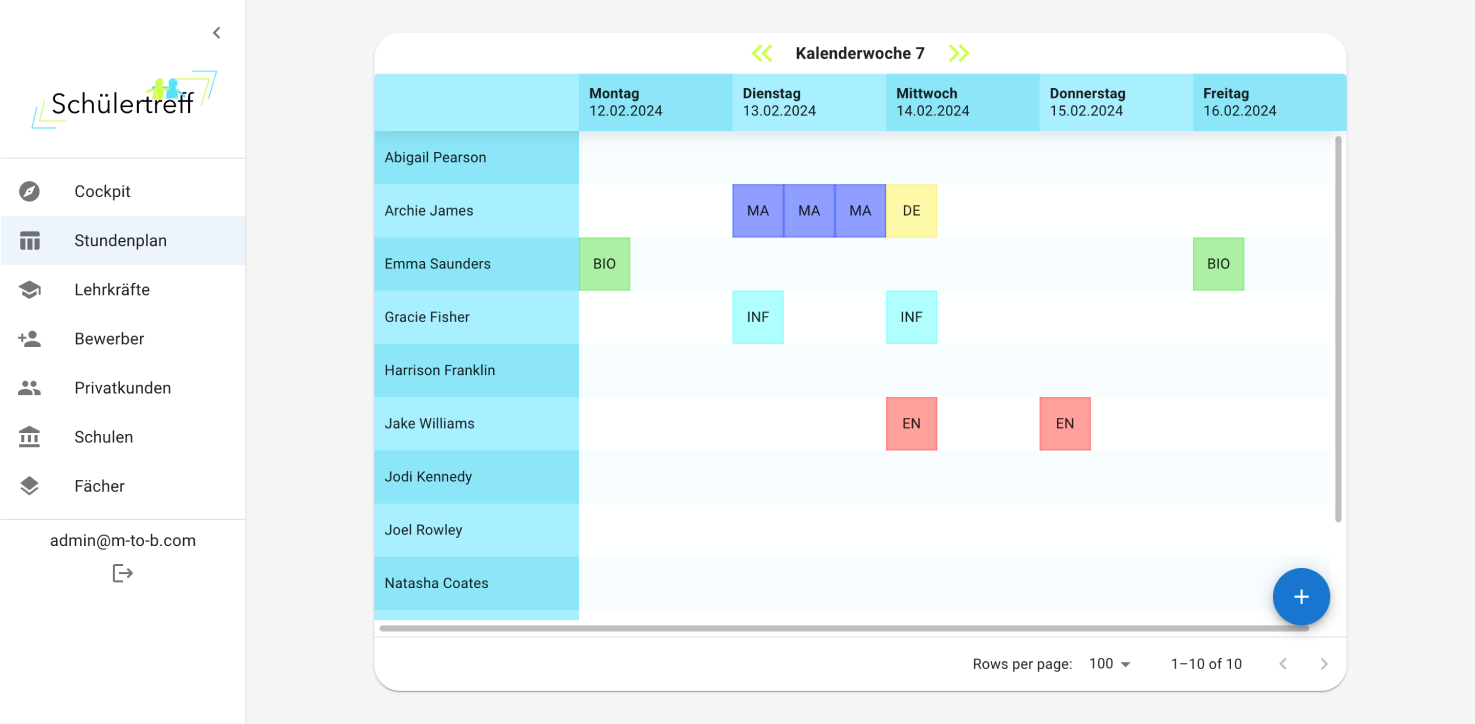 Schülertreff
Cockpit
Stundenplan
Lehrkräfte
Bewerber
Privatkunden
Schulen
Fächer
admin@m-to-b.com
Kalenderwoche 7
Montag Dienstag Mittwoch Donnerstag Freitag
12.02.2024 13.02.2024 14.02.2024 15.02.2024 16.02.2024
Abigail Pearson
Archie James MA MA MA DE
Emma Saunders BIO BIO
Gracie Fisher INF INF
Harrison Franklin
Jake Williams EN EN
Jodi Kennedy
Joel Rowley
Natasha Coates
Rows per page: 100 1–10 of 10